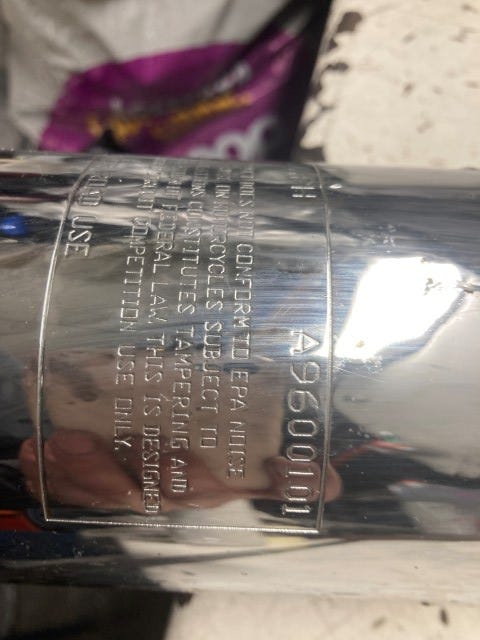 H A9600101
NOT CONFORM TO EPA NOISE
MOTORCYCLES SUBJECT TO
CONSTITUTES TAMPERING AND
FEDERAL LAW. THIS IS DESIGNED
COMPETITION USE ONLY.
USE